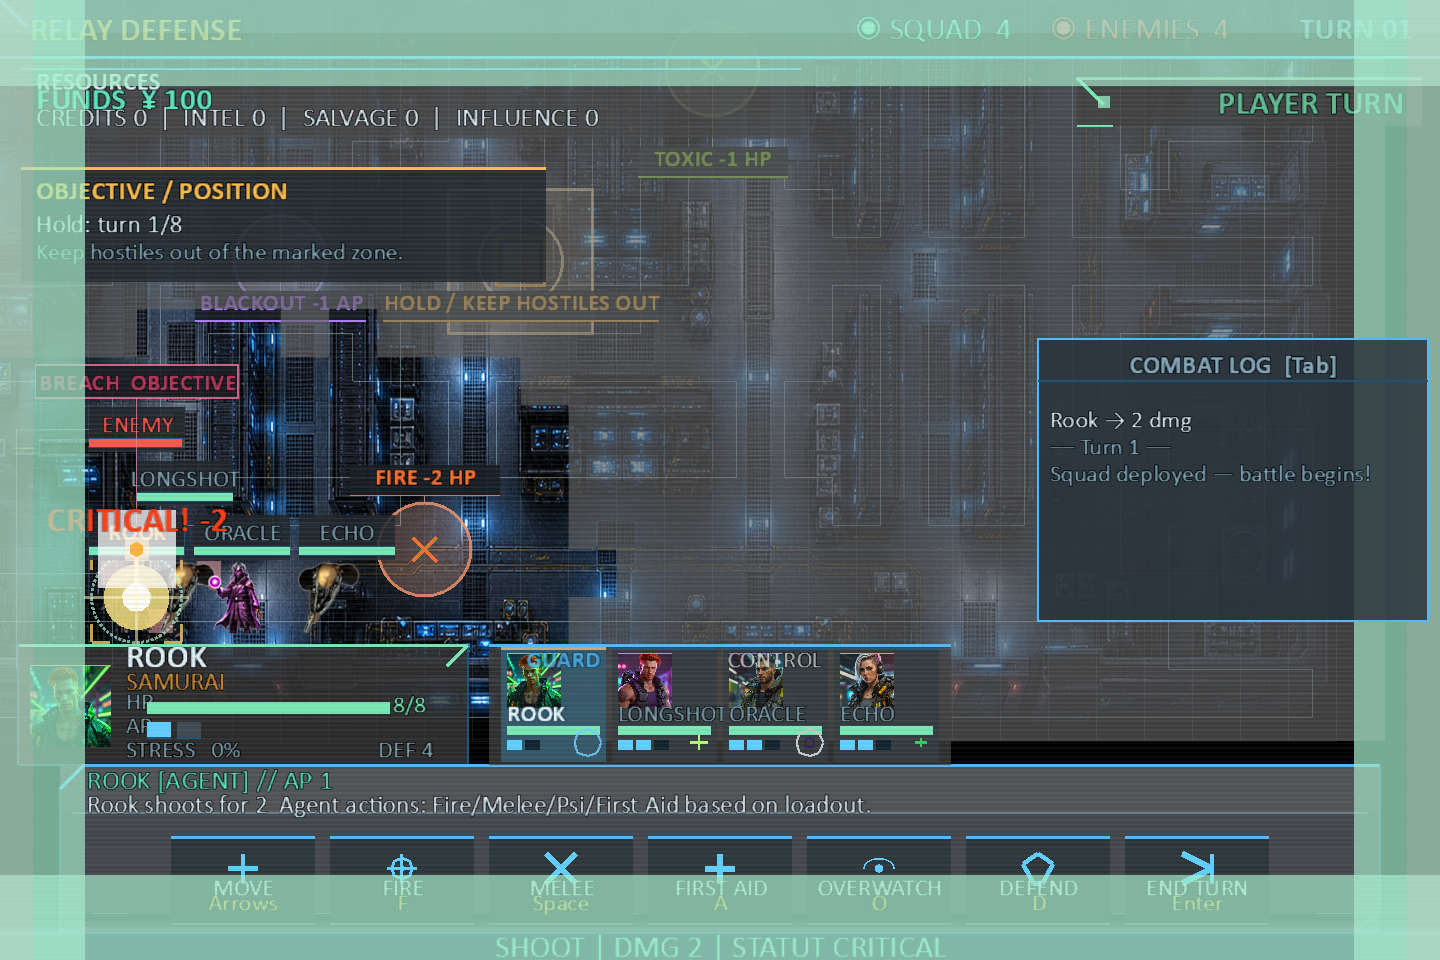 RELAY DEFENSE
SQUAD 4
ENEMIES 4
TURN 01
RESOURCES
FUNDS ¥ 100
CREDITS 0 | INTEL 0 | SALVAGE 0 | INFLUENCE 0
PLAYER TURN
TOXIC -1 HP
OBJECTIVE / POSITION
Hold: turn 1/8
Keep hostiles out of the marked zone.
BLACKOUT -1 AP
HOLD / KEEP HOSTILES OUT
BREACH OBJECTIVE
ENEMY
LONGSHOT
FIRE -2 HP
CRITICAL! -2
ROOK
ORACLE
ECHO
COMBAT LOG [Tab]
Rook → 2 dmg
— Turn 1 —
Squad deployed — battle begins!
ROOK
SAMURAI
HP
8/8
AP
STRESS 0%
DEF 4
GUARD
ROOK
LONGSHOT
CONTROL
ORACLE
ECHO
ROOK [AGENT] // AP 1
Rook shoots for 2 Agent actions: Fire/Melee/Psi/First Aid based on loadout.
MOVE
Arrows
FIRE
F
MELEE
Space
FIRST AID
A
OVERWATCH
O
DEFEND
D
END TURN
Enter
SHOOT | DMG 2 | STATUT CRITICAL